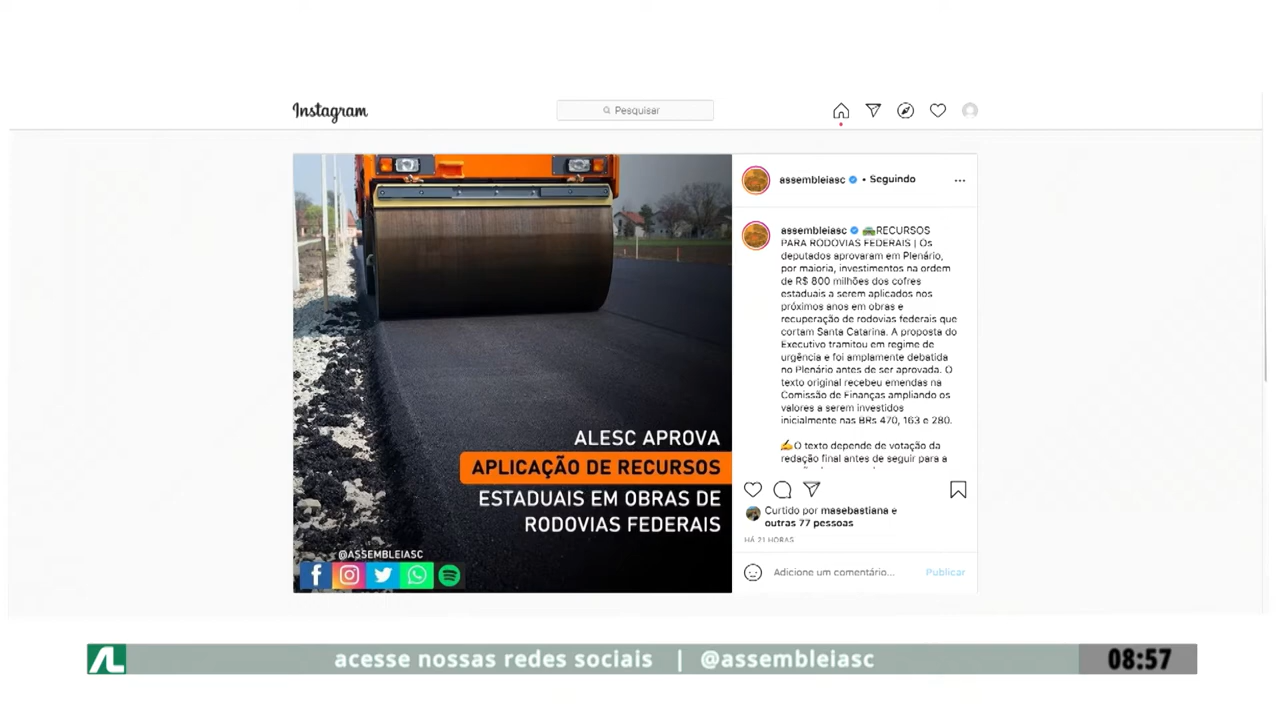 Instagram
Pesquisar
ALESC APROVA
APLICAÇÃO DE RECURSOS
ESTADUAIS EM OBRAS DE
RODOVIAS FEDERAIS
@ASSEMBLEIASC
assembleiasc • Seguindo
assembleiasc RECURSOS
PARA RODOVIAS FEDERAIS | Os
deputados aprovaram em Plenário,
por maioria, investimentos na ordem
de R$ 800 milhões dos cofres
estaduais a serem aplicados nos
próximos anos em obras e
recuperação de rodovias federais que
cortam Santa Catarina. A proposta do
Executivo tramitou em regime de
urgência e foi amplamente debatida
no Plenário antes de ser aprovada. O
texto original recebeu emendas na
Comissão de Finanças ampliando os
valores a serem investidos
inicialmente nas BRs 470, 163 e 280.
O texto depende de votação da
redação final antes de seguir para a
Curtido por masebastiana e
outras 77 pessoas
HÁ 21 HORAS
Adicione um comentário... Publicar
AL acesse nossas redes sociais | @assembleiasc 08:57